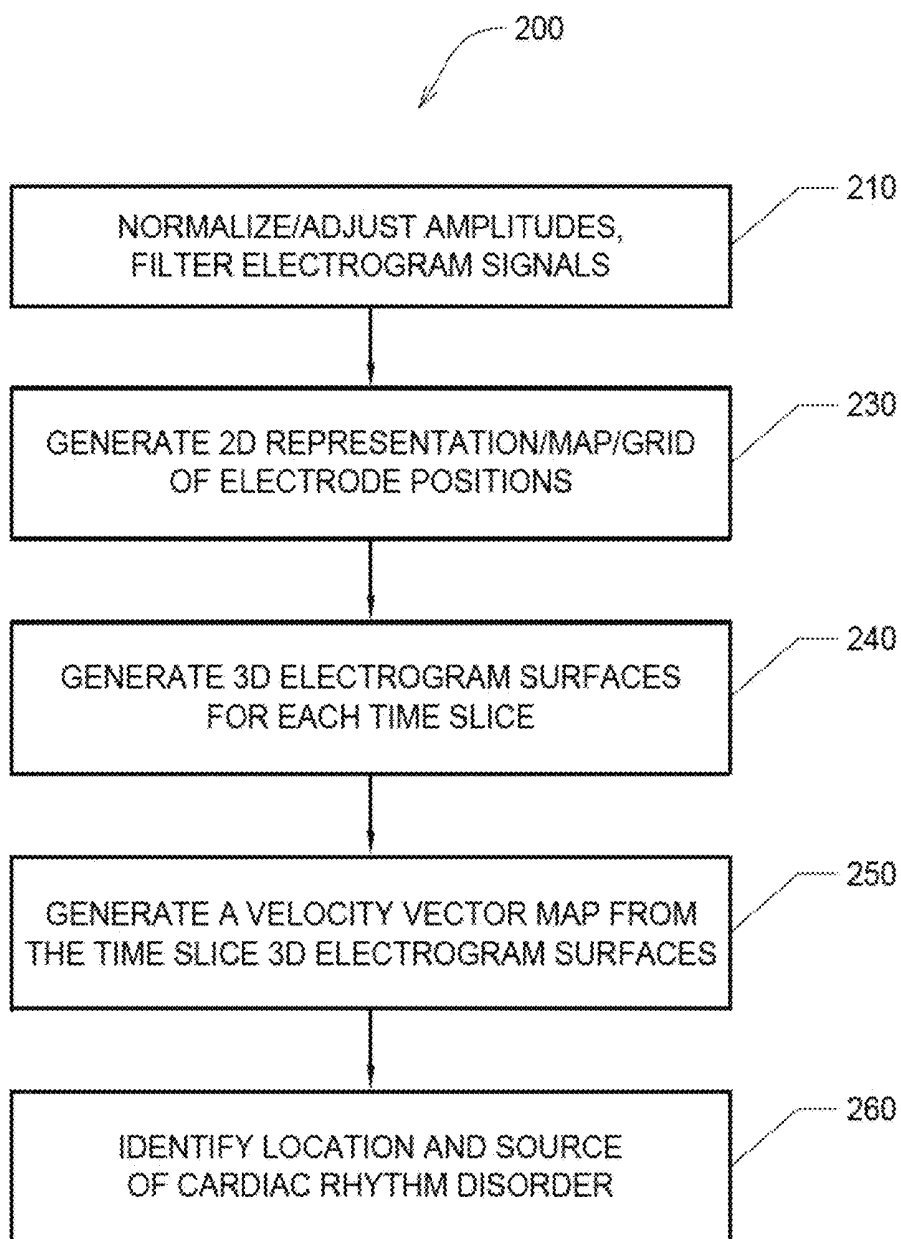 200
210
NORMALIZE/ADJUST AMPLITUDES,
FILTER ELECTROGRAM SIGNALS
230
GENERATE 2D REPRESENTATION/MAP/GRID
OF ELECTRODE POSITIONS
240
GENERATE 3D ELECTROGRAM SURFACES
FOR EACH TIME SLICE
250
GENERATE A VELOCITY VECTOR MAP FROM
THE TIME SLICE 3D ELECTROGRAM SURFACES
260
IDENTIFY LOCATION AND SOURCE
OF CARDIAC RHYTHM DISORDER